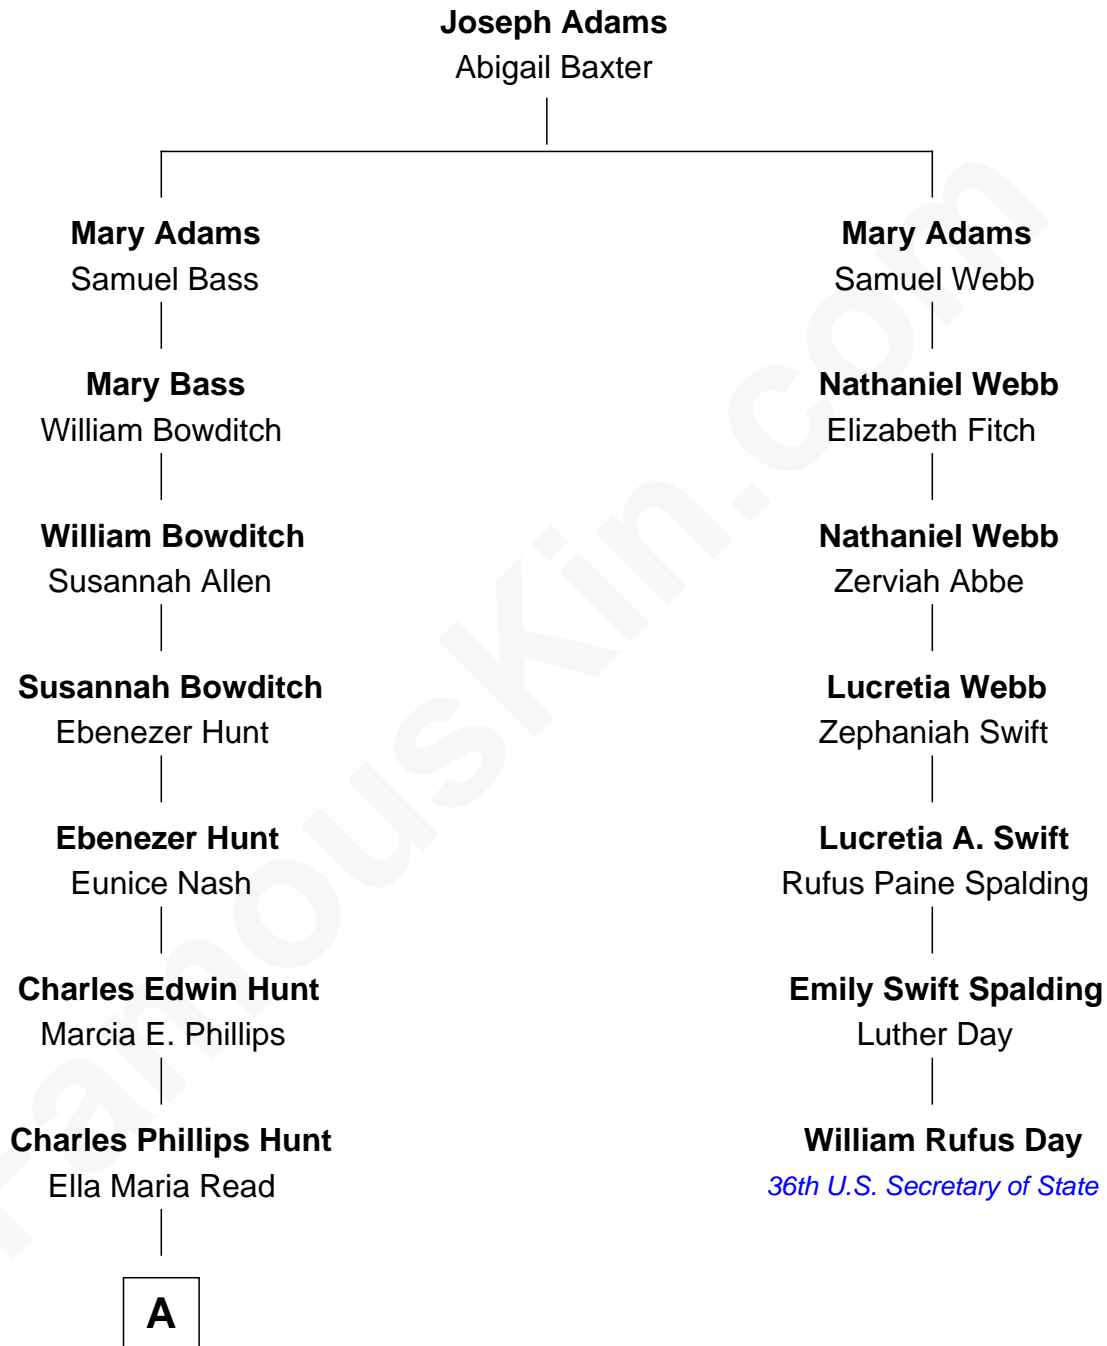 Joseph Adams
Abigail Baxter
Mary Adams
Samuel Bass
Mary Bass
William Bowditch
William Bowditch
Susannah Allen
Susannah Bowditch
Ebenezer Hunt
Ebenezer Hunt
Eunice Nash
Charles Edwin Hunt
Marcia E. Phillips
Charles Phillips Hunt
Ella Maria Read
A
Mary Adams
Samuel Webb
Nathaniel Webb
Elizabeth Fitch
Nathaniel Webb
Zerviah Abbe
Lucretia Webb
Zephaniah Swift
Lucretia A. Swift
Rufus Paine Spalding
Emily Swift Spalding
Luther Day
William Rufus Day
36th U.S. Secretary of State
FamousKin.com